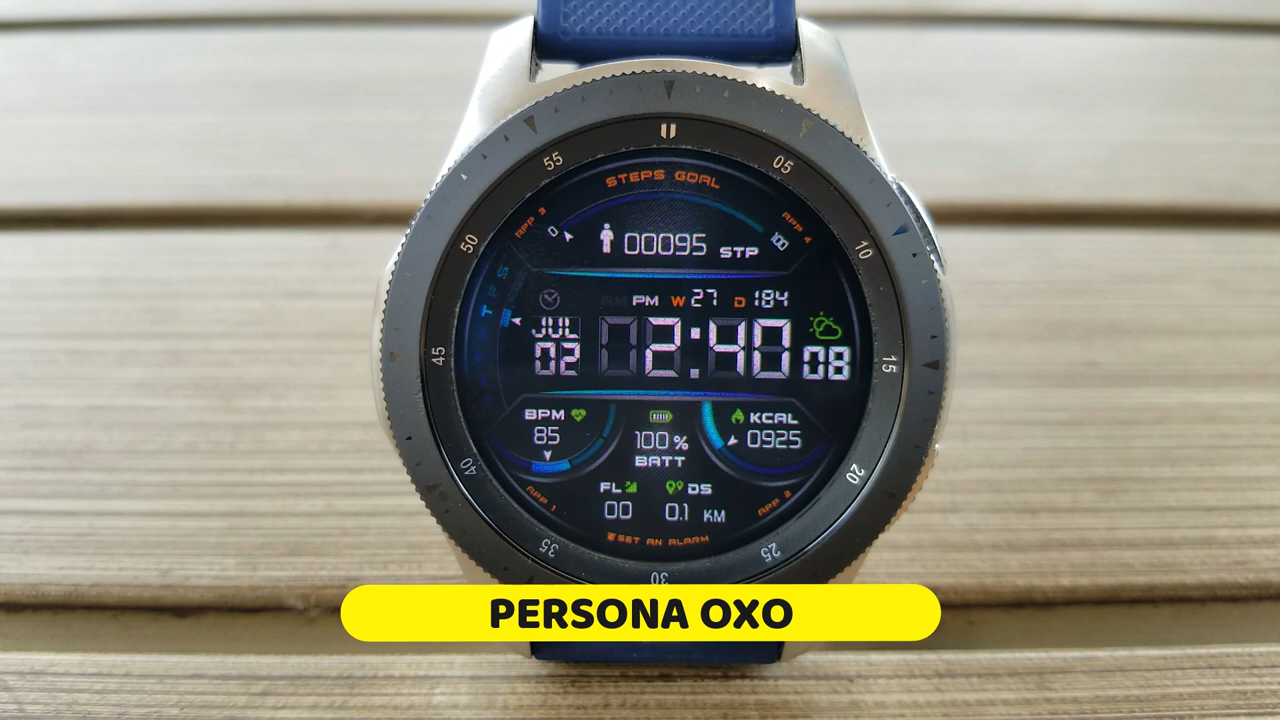 55
05
STEPS GOAL
APP 3
APP 4
0
100
50
00095 STP
10
T F S
AM PM W 27 D 184
JUL
02
2:40
08
45
15
BPM
85
100 %
BATT
KCAL
0925
40
20
FL
00
DS
0.1 KM
APP 1
APP 2
SET AN ALARM
35
25
30
PERSONA OXO